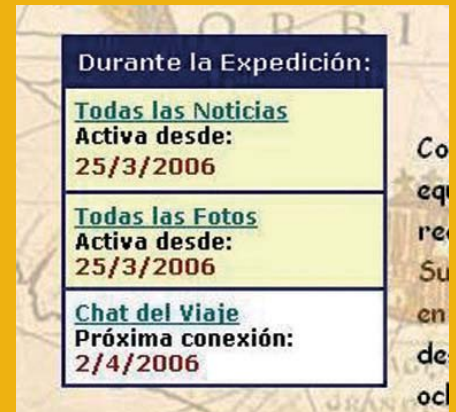 Durante la Expedición:
Todas las Noticias
Activa desde:
25/3/2006
Todas las Fotos
Activa desde:
25/3/2006
Chat del Viaje
Próxima conexión:
2/4/2006
en